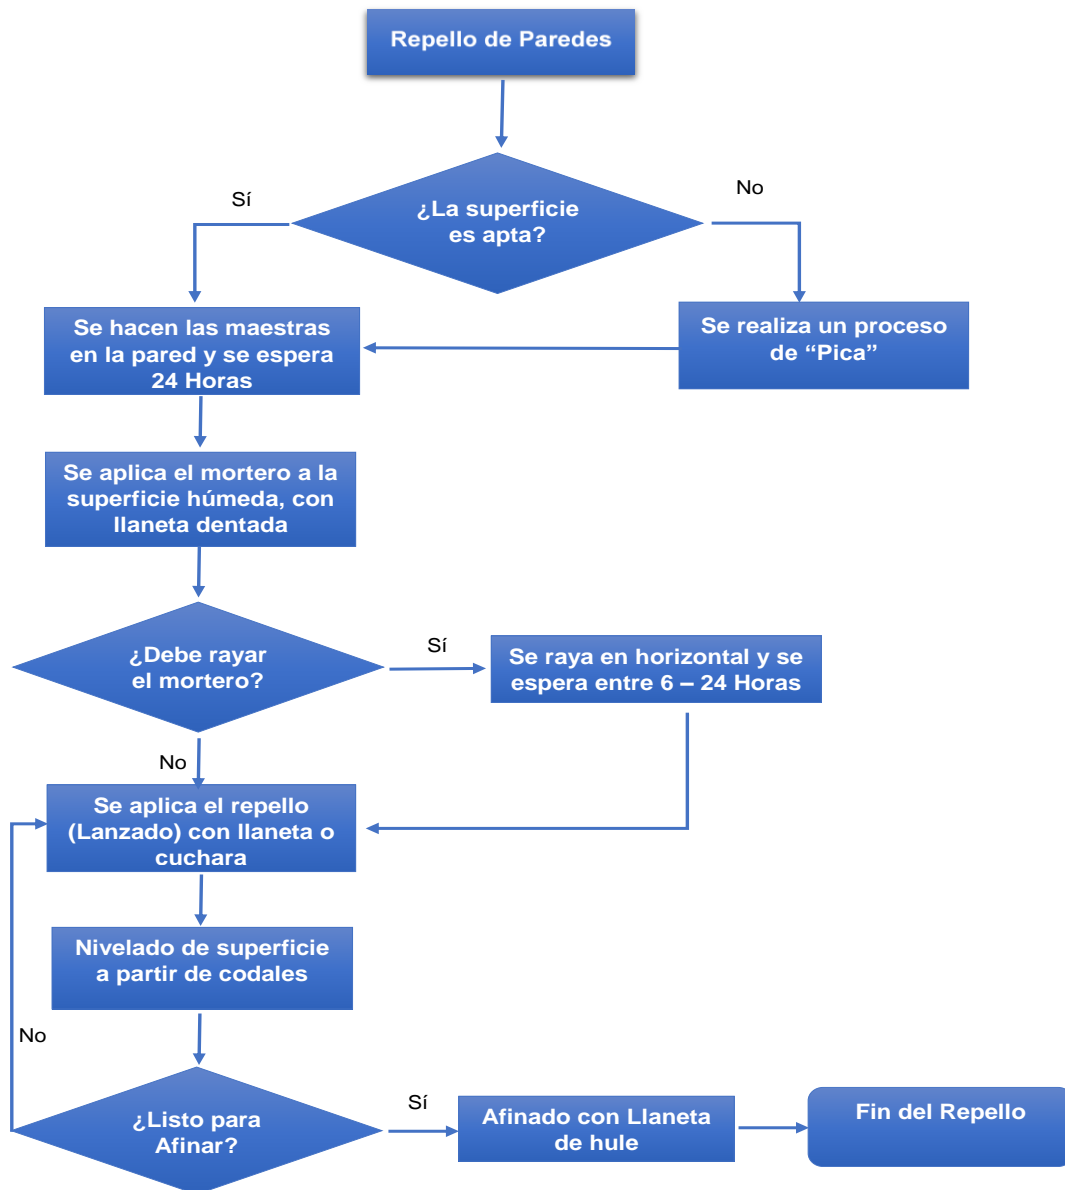 Repello de Paredes
¿La superficie
es apta?
Sí
No
Se hacen las maestras
en la pared y se espera
24 Horas
Se realiza un proceso
de “Pica”
Se aplica el mortero a la
superficie húmeda, con
llaneta dentada
¿Debe rayar
el mortero?
Sí
Se raya en horizontal y se
espera entre 6 – 24 Horas
No
Se aplica el repello
(Lanzado) con llaneta o
cuchara
Nivelado de superficie
a partir de codales
No
¿Listo para
Afinar?
Sí
Afinado con Llaneta
de hule
Fin del Repello